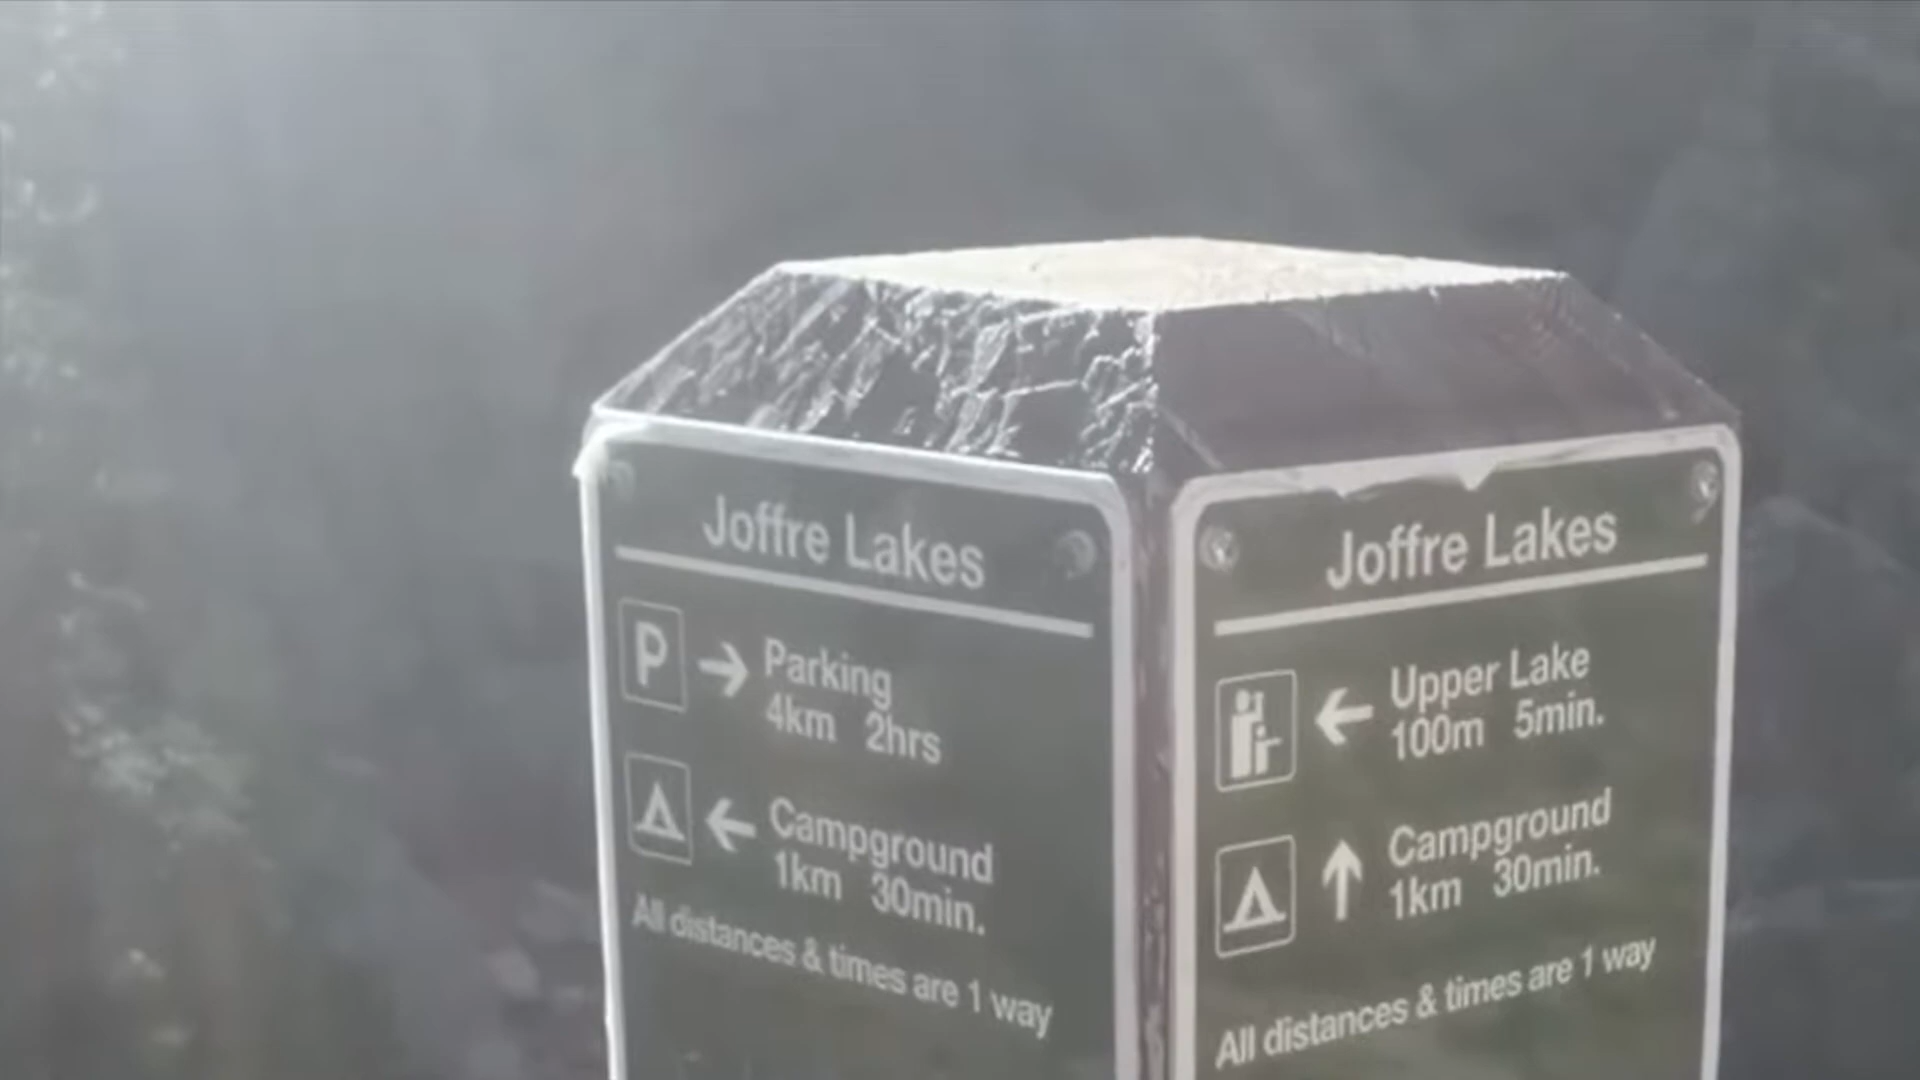 Joffre Lakes
P
Parking
4km 2hrs
Campground
1km 30min.
All distances & times are 1 way
Joffre Lakes
Upper Lake
100m 5min.
Campground
1km 30min.
All distances & times are 1 way